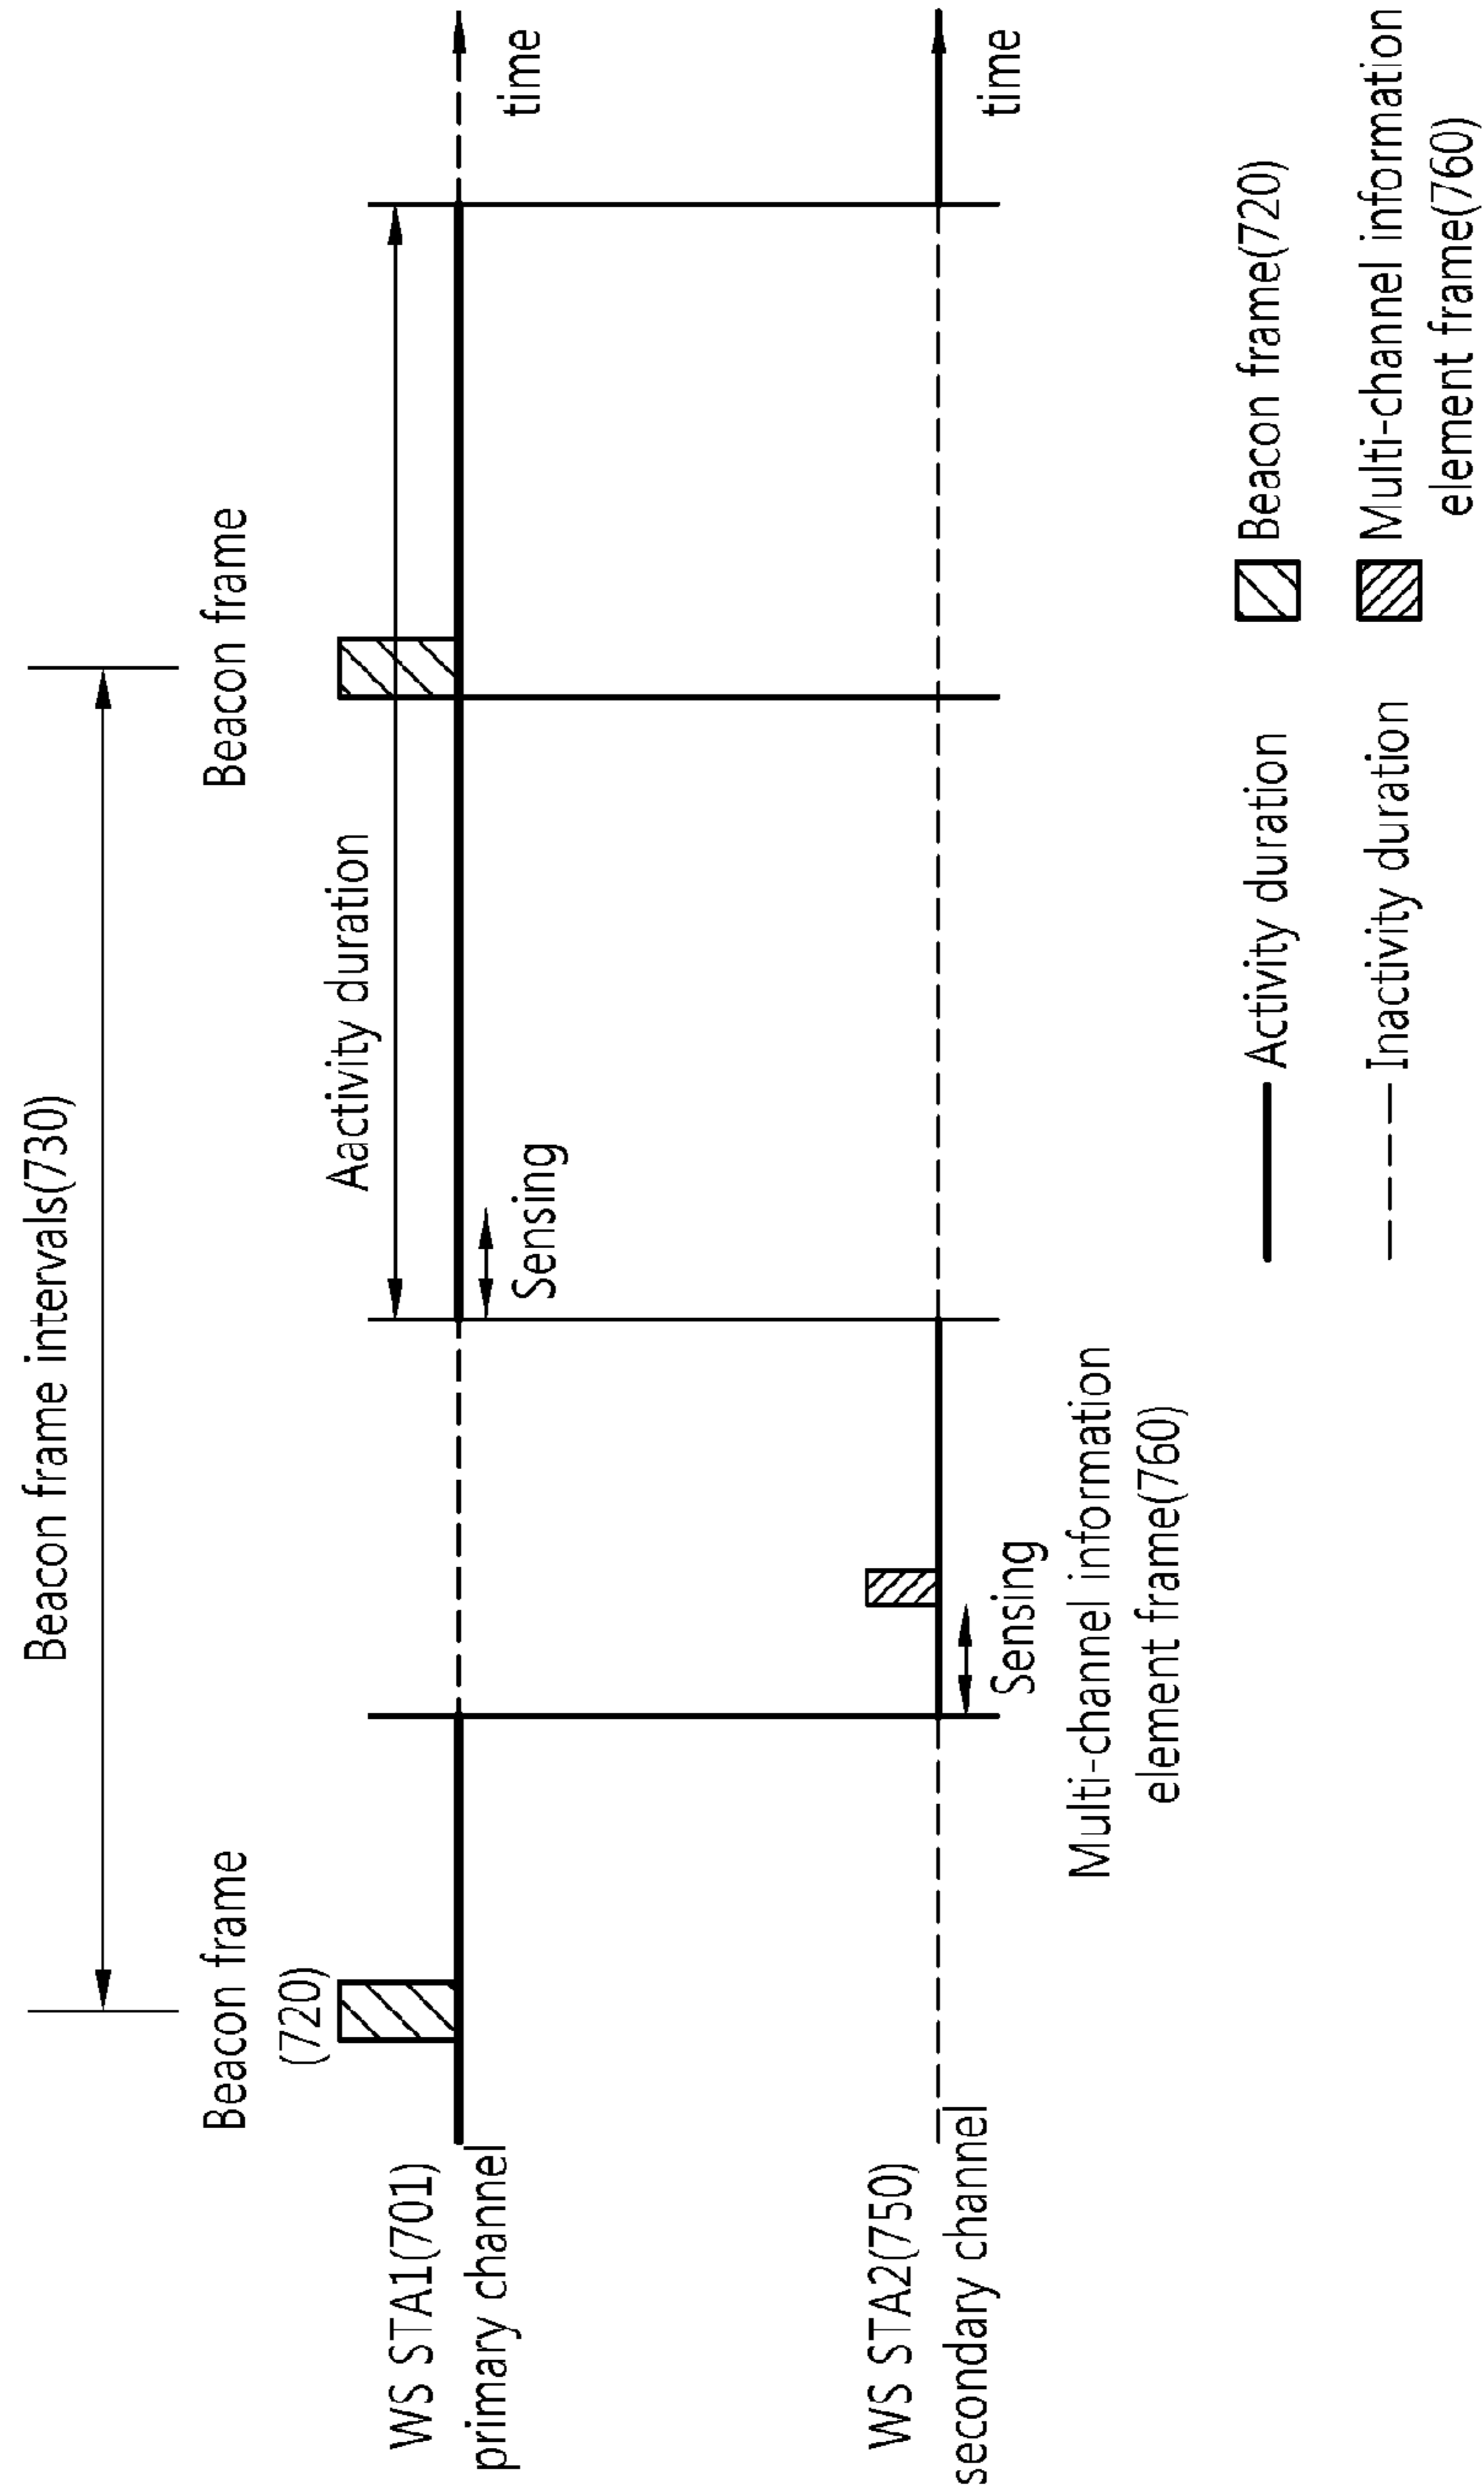 Beacon frame intervals(730)
Beacon frame
(720)
Beacon frame
Aactivity duration
WS STA1(701)
primary channel
Sensing
time
WS STA2(750)
secondary channel
Sensing
time
Multi-channel information
element frame(760)
Activity duration
Beacon frame(720)
Inactivity duration
Multi-channel information
element frame(760)